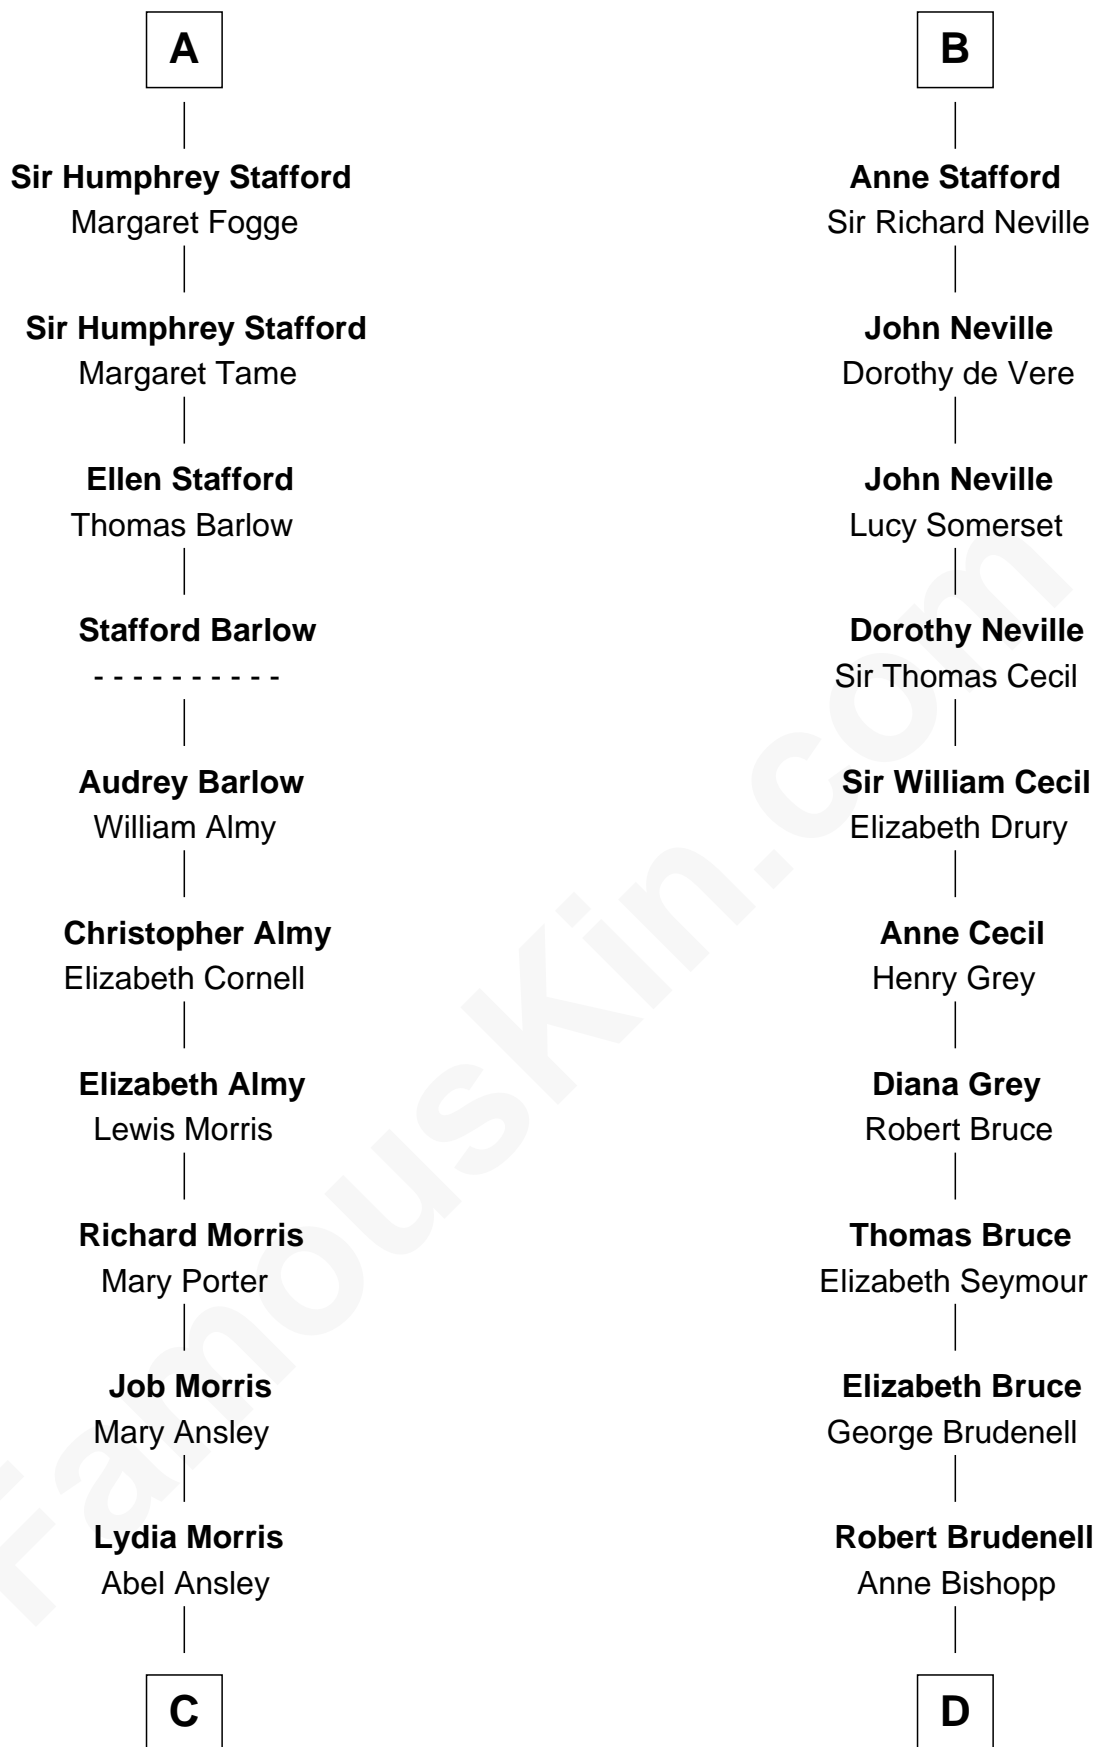 A
Sir Humphrey Stafford
Margaret Fogge
Sir Humphrey Stafford
Margaret Tame
Ellen Stafford
Thomas Barlow
Stafford Barlow
- - - - - - - - - -
Audrey Barlow
William Almy
Christopher Almy
Elizabeth Cornell
Elizabeth Almy
Lewis Morris
Richard Morris
Mary Porter
Job Morris
Mary Ansley
Lydia Morris
Abel Ansley
C
B
Anne Stafford
Sir Richard Neville
John Neville
Dorothy de Vere
John Neville
Lucy Somerset
Dorothy Neville
Sir Thomas Cecil
Sir William Cecil
Elizabeth Drury
Anne Cecil
Henry Grey
Diana Grey
Robert Bruce
Thomas Bruce
Elizabeth Seymour
Elizabeth Bruce
George Brudenell
Robert Brudenell
Anne Bishopp
D
FamousKin.com